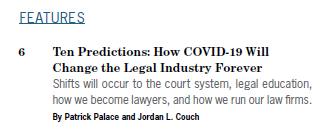 FEATURES
6 Ten Predictions: How COVID-19 Will
Change the Legal Industry Forever
Shifts will occur to the court system, legal education,
how we become lawyers, and how we run our law firms.
By Patrick Palace and Jordan L. Couch